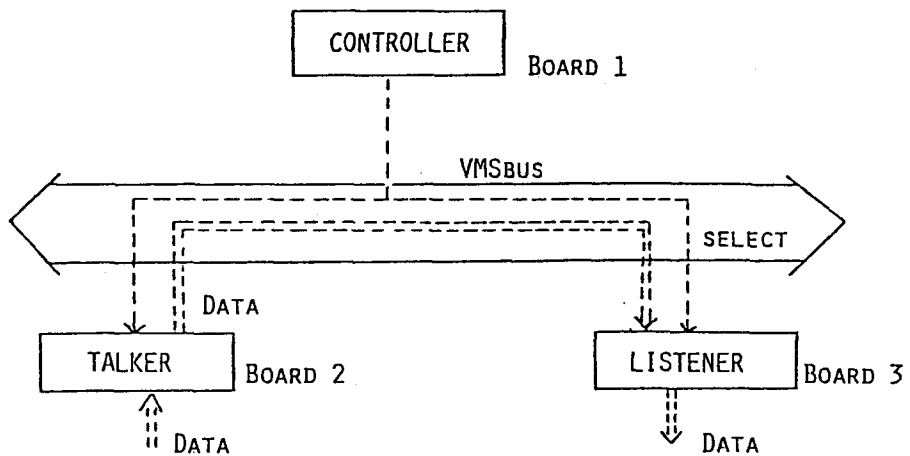 CONTROLLER
BOARD 1
VMSBUS
SELECT
DATA
TALKER
BOARD 2
LISTENER
BOARD 3
DATA
DATA